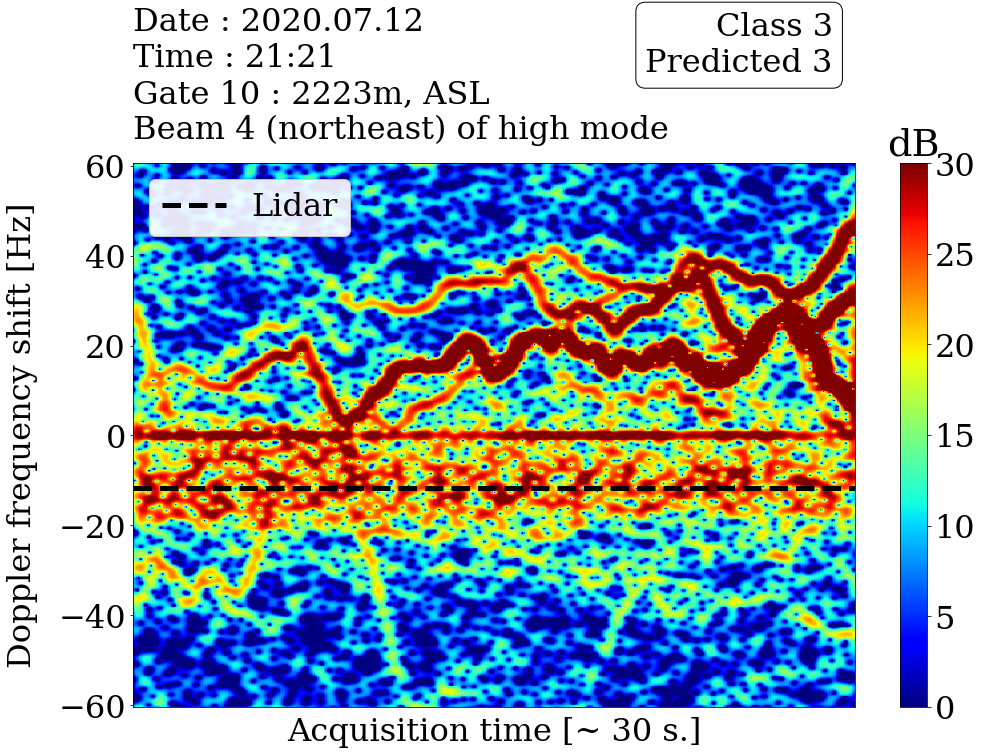 Date : 2020.07.12
Time : 21:21
Gate 10 : 2223m, ASL
Beam 4 (northeast) of high mode
Class 3
Predicted 3
dB
Lidar
Doppler frequency shift [Hz]
60
40
20
0
−20
−40
−60
Acquisition time [~ 30 s.]
30
25
20
15
10
5
0